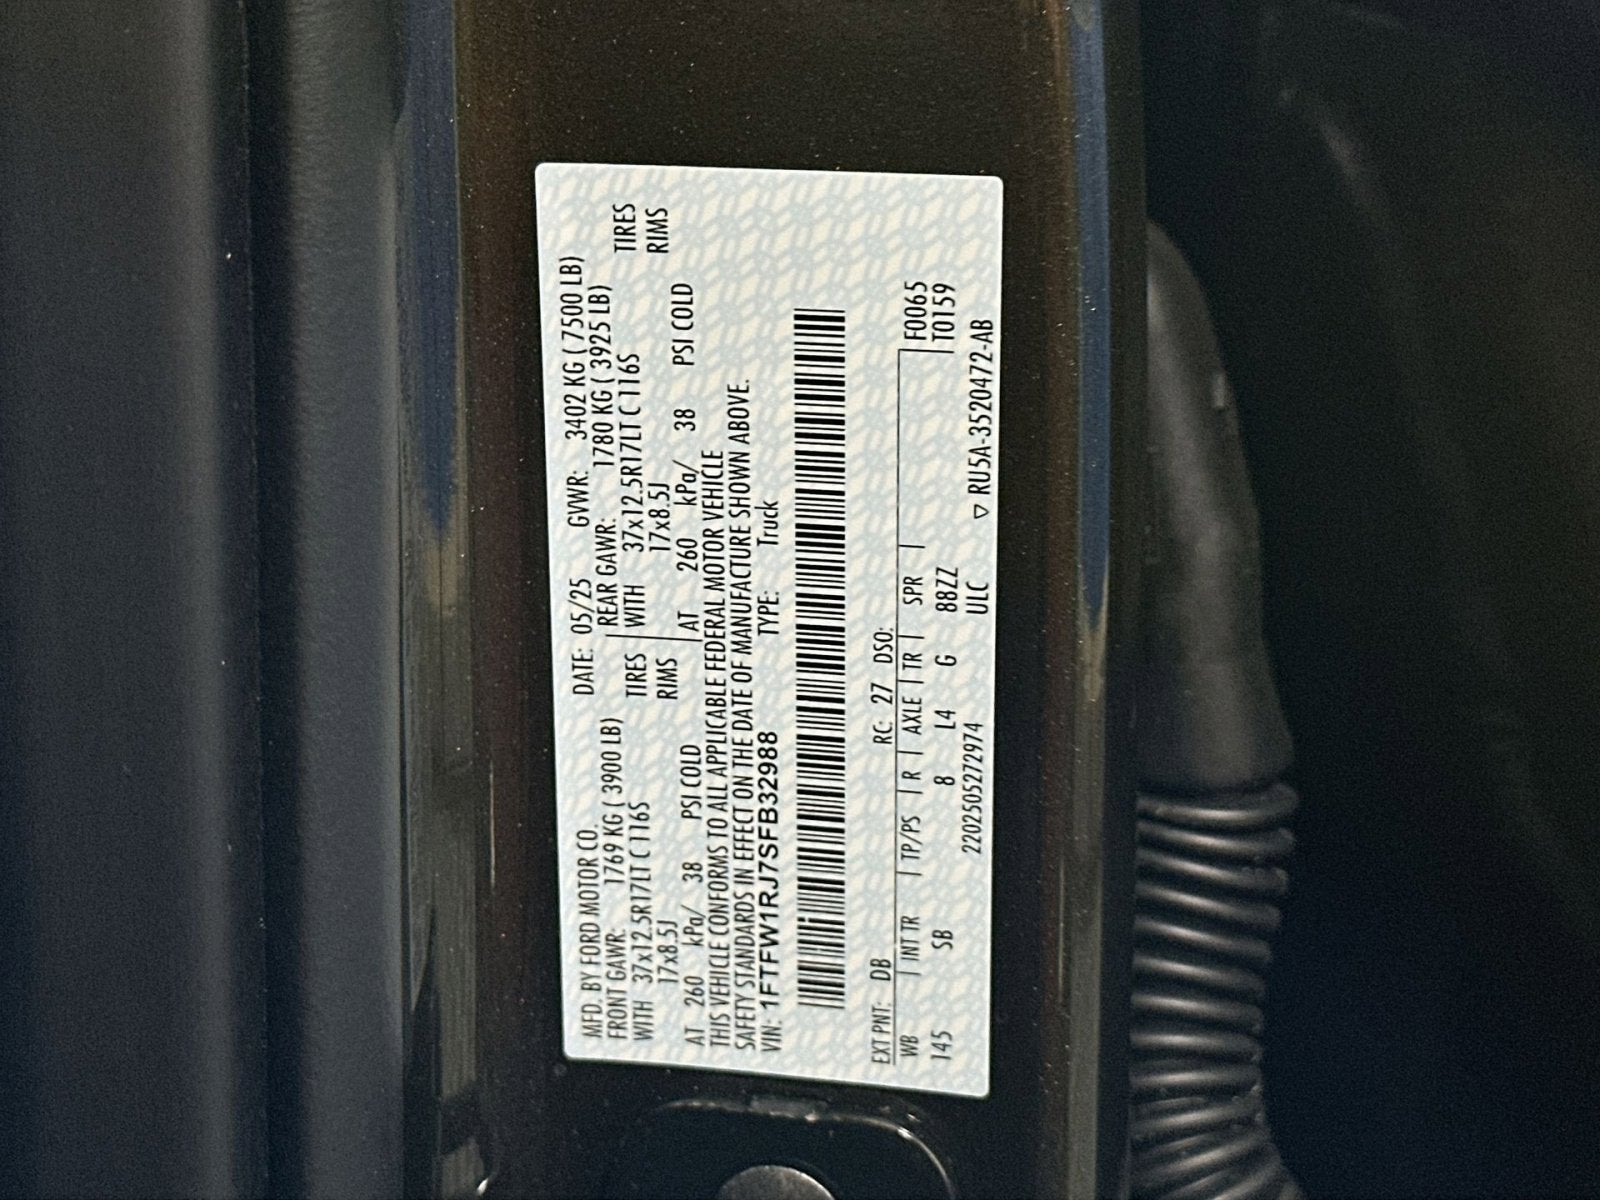 MFD. BY FORD MOTOR CO. DATE: 05/25 GVWR: 3402 KG ( 7500 LB)
FRONT GAWR: 1769 KG ( 3900 LB) REAR GAWR: 1780 KG ( 3925 LB)
WITH 37x12.5R17LT C 116S TIRES WITH 37x12.5R17LT C 116S TIRES
17x8.5J RIMS 17x8.5J RIMS
AT 260 kPa/ 38 PSI COLD AT 260 kPa/ 38 PSI COLD
THIS VEHICLE CONFORMS TO ALL APPLICABLE FEDERAL MOTOR VEHICLE
SAFETY STANDARDS IN EFFECT ON THE DATE OF MANUFACTURE SHOWN ABOVE.
VIN: 1FTFW1RJ7SFB32988 TYPE: Truck
EXT PNT: DB RC: 27 DSO:
WB INT TR TP/PS R AXLE TR SPR F0065
145 SB 8 L4 G 88ZZ T0159
2202505272974 ULC ▽ RU5A-3520472-AB